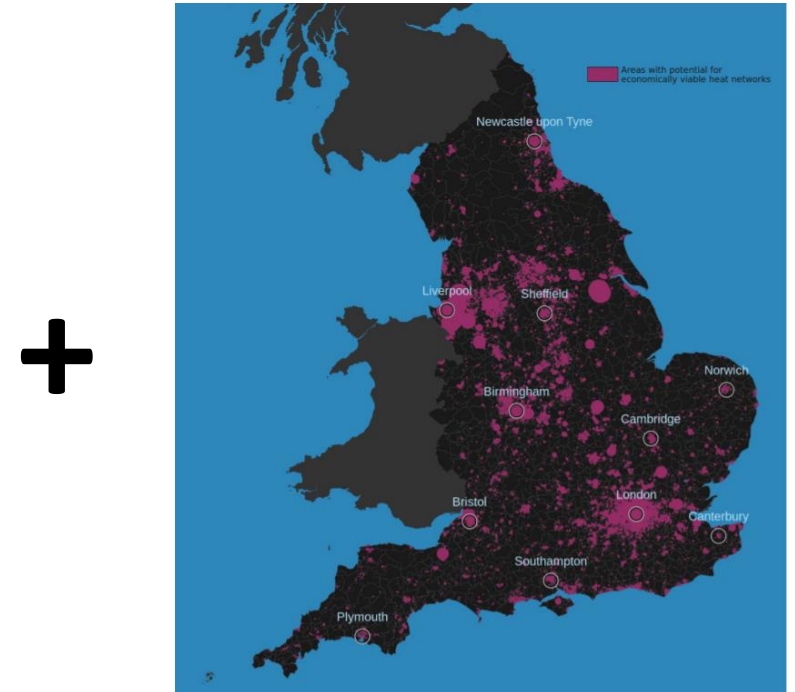 Areas with potential for
economically viable heat networks
Newcastle upon Tyne
Liverpool
Sheffield
Norwich
Birmingham
Cambridge
London
Bristol
Canterbury
Southampton
Plymouth